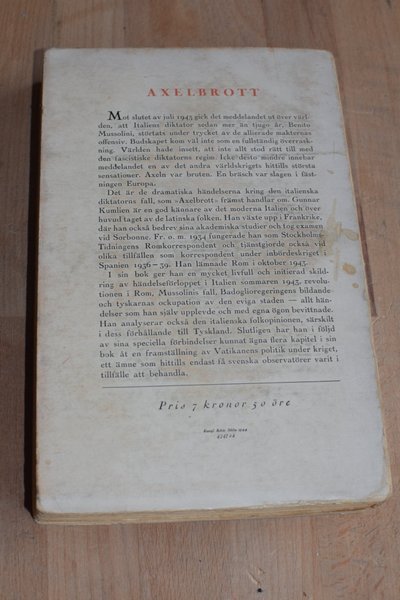 AXELBROTT
Mot slutet av juli 1943 gick det meddelandet ut över värl-
den, att Italiens diktator sedan mer än tjugo år, Benito
Mussolini, störtats under trycket av de allierade makternas
offensiv. Budskapet kom väl inte som en fullständig överrask-
ning. Världen hade insett, att inte allt stod rätt till med
den fascistiske diktatorns regim. Icke desto mindre innebar
meddelandet en av det andra världskrigets hittills största
sensationer. Axeln var bruten. En bräsch var slagen i fäst-
ningen Europa.
Det är de dramatiska händelserna kring den italienska
diktatorns fall, som »Axelbrott» främst handlar om. Gunnar
Kumlien är en god kännare av det moderna Italien och över
huvud taget av de latinska folken. Han växte upp i Frankrike,
där han också bedrev sina akademiska studier och tog examen
vid Sorbonne. Fr. o. m. 1934 fungerade han som Stockholms-
Tidningens Romkorrespondent och tjänstgjorde också vid
olika tillfällen som korrespondent under inbördeskriget i
Spanien 1936—39. Han lämnade Rom i oktober 1943.
I sin bok ger han en mycket livfull och initierad skild-
ring av händelseförloppet i Italien sommaren 1943, revolu-
tionen i Rom, Mussolinis fall, Badoglioregeringens bildande
och tyskarnas ockupation av den eviga staden — allt hän-
delser som han själv upplevde och med egna ögon bevittnade.
Han analyserar också den italienska folkopinionen, särskilt
i dess förhållande till Tyskland. Slutligen har han i följd
av sina speciella förbindelser kunnat ägna flera kapitel i sin
bok åt en framställning av Vatikanens politik under kriget,
ett ämne som hittills endast få svenska observatörer varit i
tillfälle att behandla.
Pris 7 kronor 50 öre